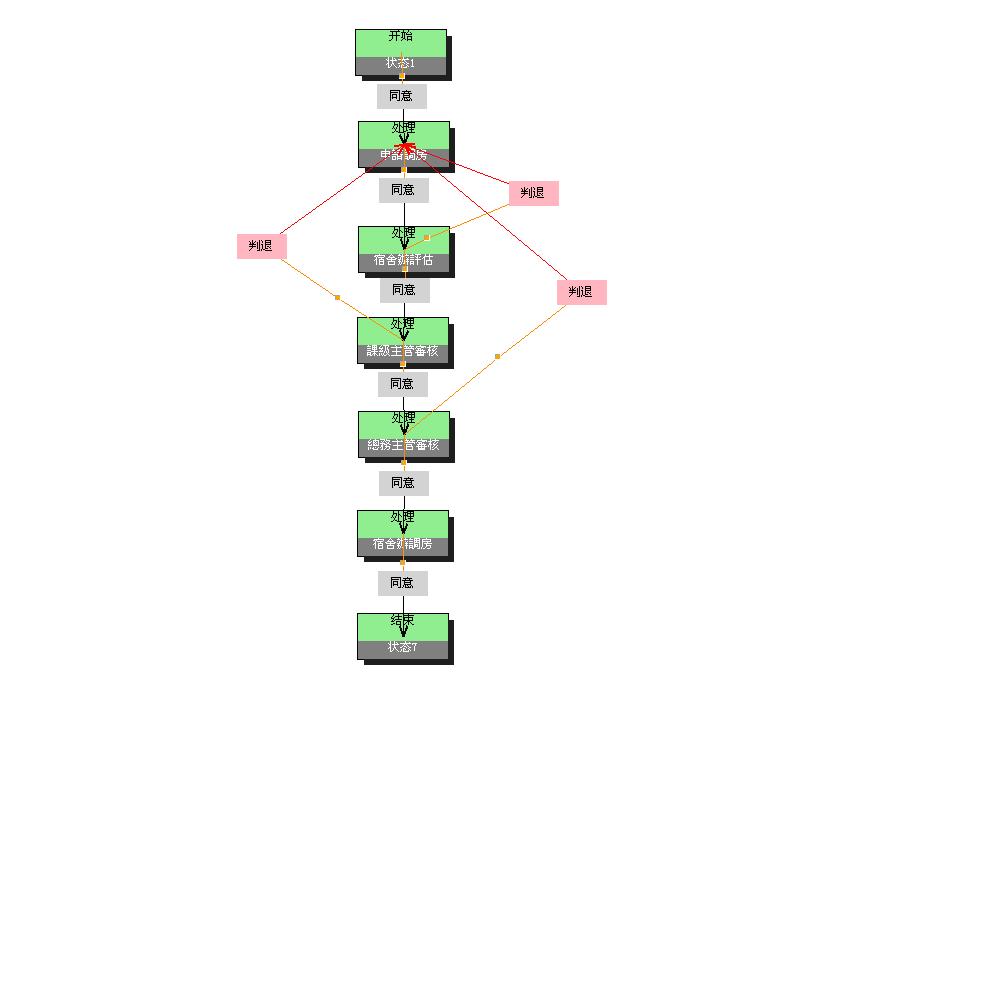 开始
状态1
同意
处理
申請調房
同意
判退
处理
宿舍辦評估
判退
同意
判退
处理
課級主管審核
同意
处理
總務主管審核
同意
处理
宿舍辦調房
同意
结束
状态7